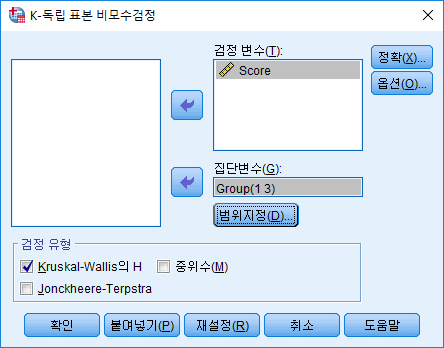 K-독립 표본 비모수검정
검정 변수(T):
Score
정확(X)...
옵션(O)...
집단변수(G):
Group(1 3)
범위지정(D)...
검정 유형
Kruskal-Wallis의 H 중위수(M)
Jonckheere-Terpstra
확인 붙여넣기(P) 재설정(R) 취소 도움말